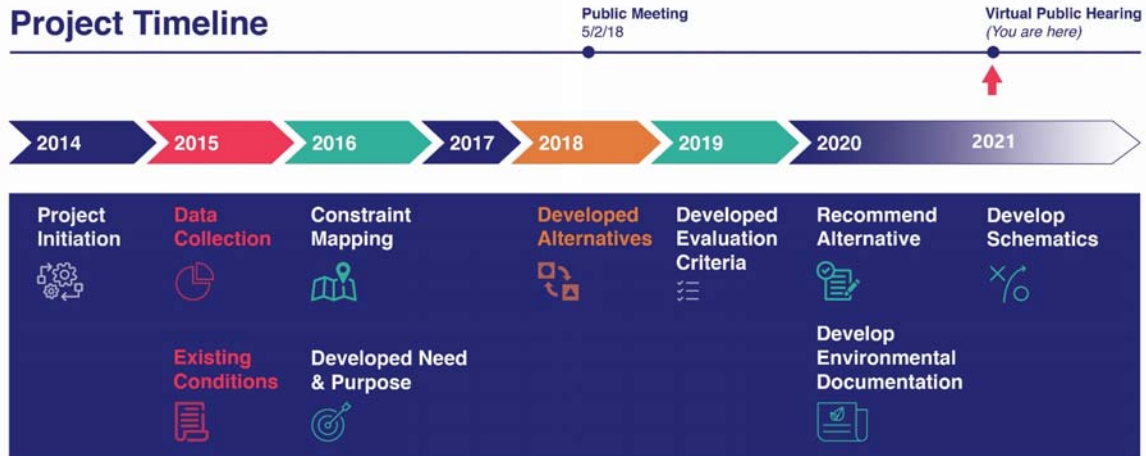 Project Timeline
Public Meeting
5/2/18
Virtual Public Hearing
(You are here)
2014
2015
2016
2017
2018
2019
2020
2021
Project
Initiation
Data
Collection
Constraint
Mapping
Developed
Alternatives
Developed
Evaluation
Criteria
Recommend
Alternative
Develop
Schematics
Existing
Conditions
Developed Need
& Purpose
Develop
Environmental
Documentation